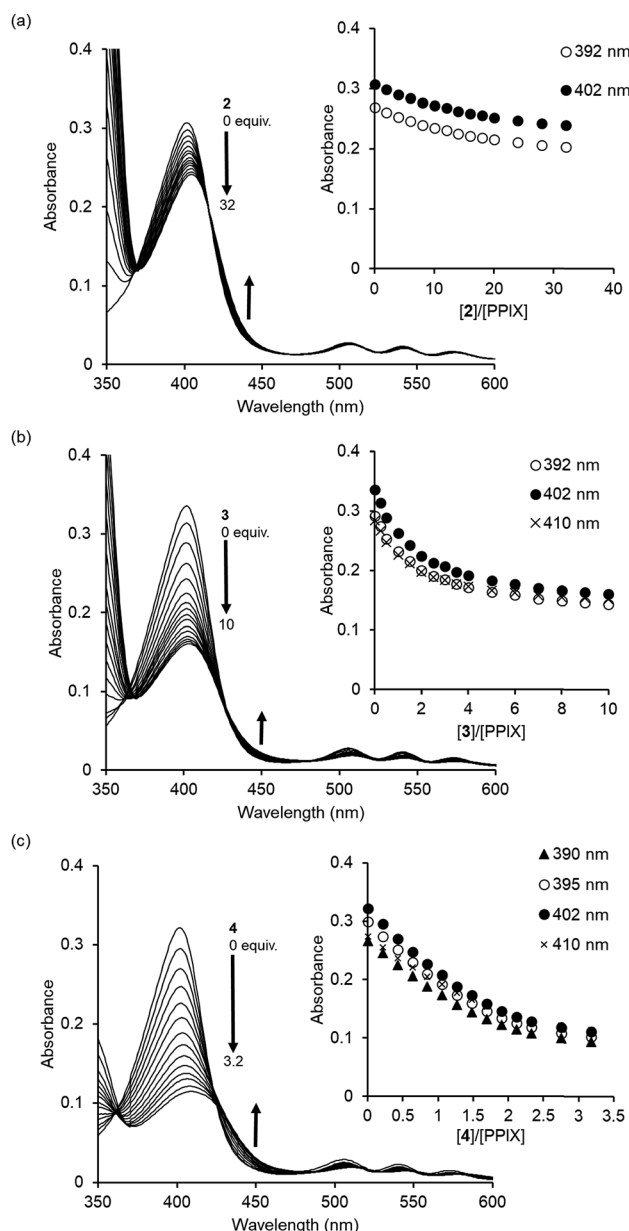 (a)
0.4
0.3
0.2
0.1
0
Absorbance
350 400 450 500 550 600
Wavelength (nm)
2
0 equiv.
32
0.4
0.3
0.2
0.1
0
Absorbance
0 10 20 30 40
[2]/[PPIX]
392 nm
402 nm
(b)
0.4
0.3
0.2
0.1
0
Absorbance
350 400 450 500 550 600
Wavelength (nm)
3
0 equiv.
10
0.4
0.3
0.2
0.1
0
Absorbance
0 2 4 6 8 10
[3]/[PPIX]
392 nm
402 nm
410 nm
(c)
0.4
0.3
0.2
0.1
0
Absorbance
350 400 450 500 550 600
Wavelength (nm)
4
0 equiv.
3.2
0.4
0.3
0.2
0.1
0
Absorbance
0 0.5 1 1.5 2 2.5 3 3.5
[4]/[PPIX]
390 nm
395 nm
402 nm
410 nm